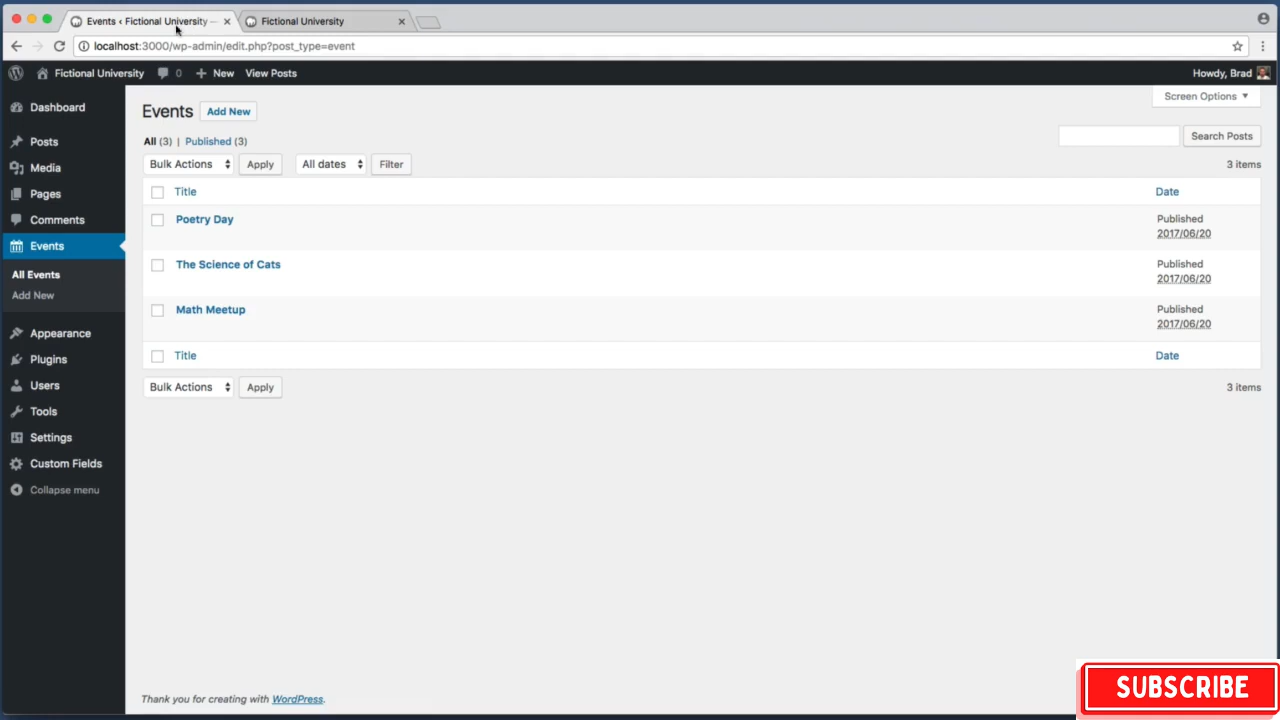 Events ‹ Fictional University —
Fictional University
localhost:3000/wp-admin/edit.php?post_type=event
Fictional University 0 New View Posts Howdy, Brad
Screen Options
Dashboard
Posts
Media
Pages
Comments
Events
All Events
Add New
Appearance
Plugins
Users
Tools
Settings
Custom Fields
Collapse menu
Events Add New
All (3) | Published (3)
Search Posts
Bulk Actions Apply All dates Filter 3 items
Title Date
Poetry Day Published
2017/06/20
The Science of Cats Published
2017/06/20
Math Meetup Published
2017/06/20
Title Date
Bulk Actions Apply 3 items
Thank you for creating with WordPress.
SUBSCRIBE